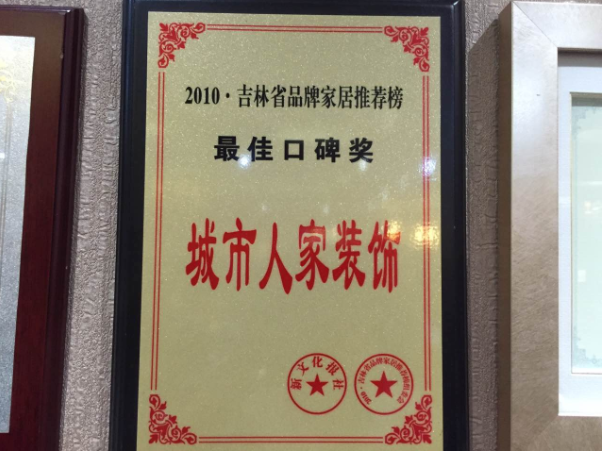 2010·吉林省品牌家居推荐榜
最佳口碑奖
城市人家装饰
新文化报社